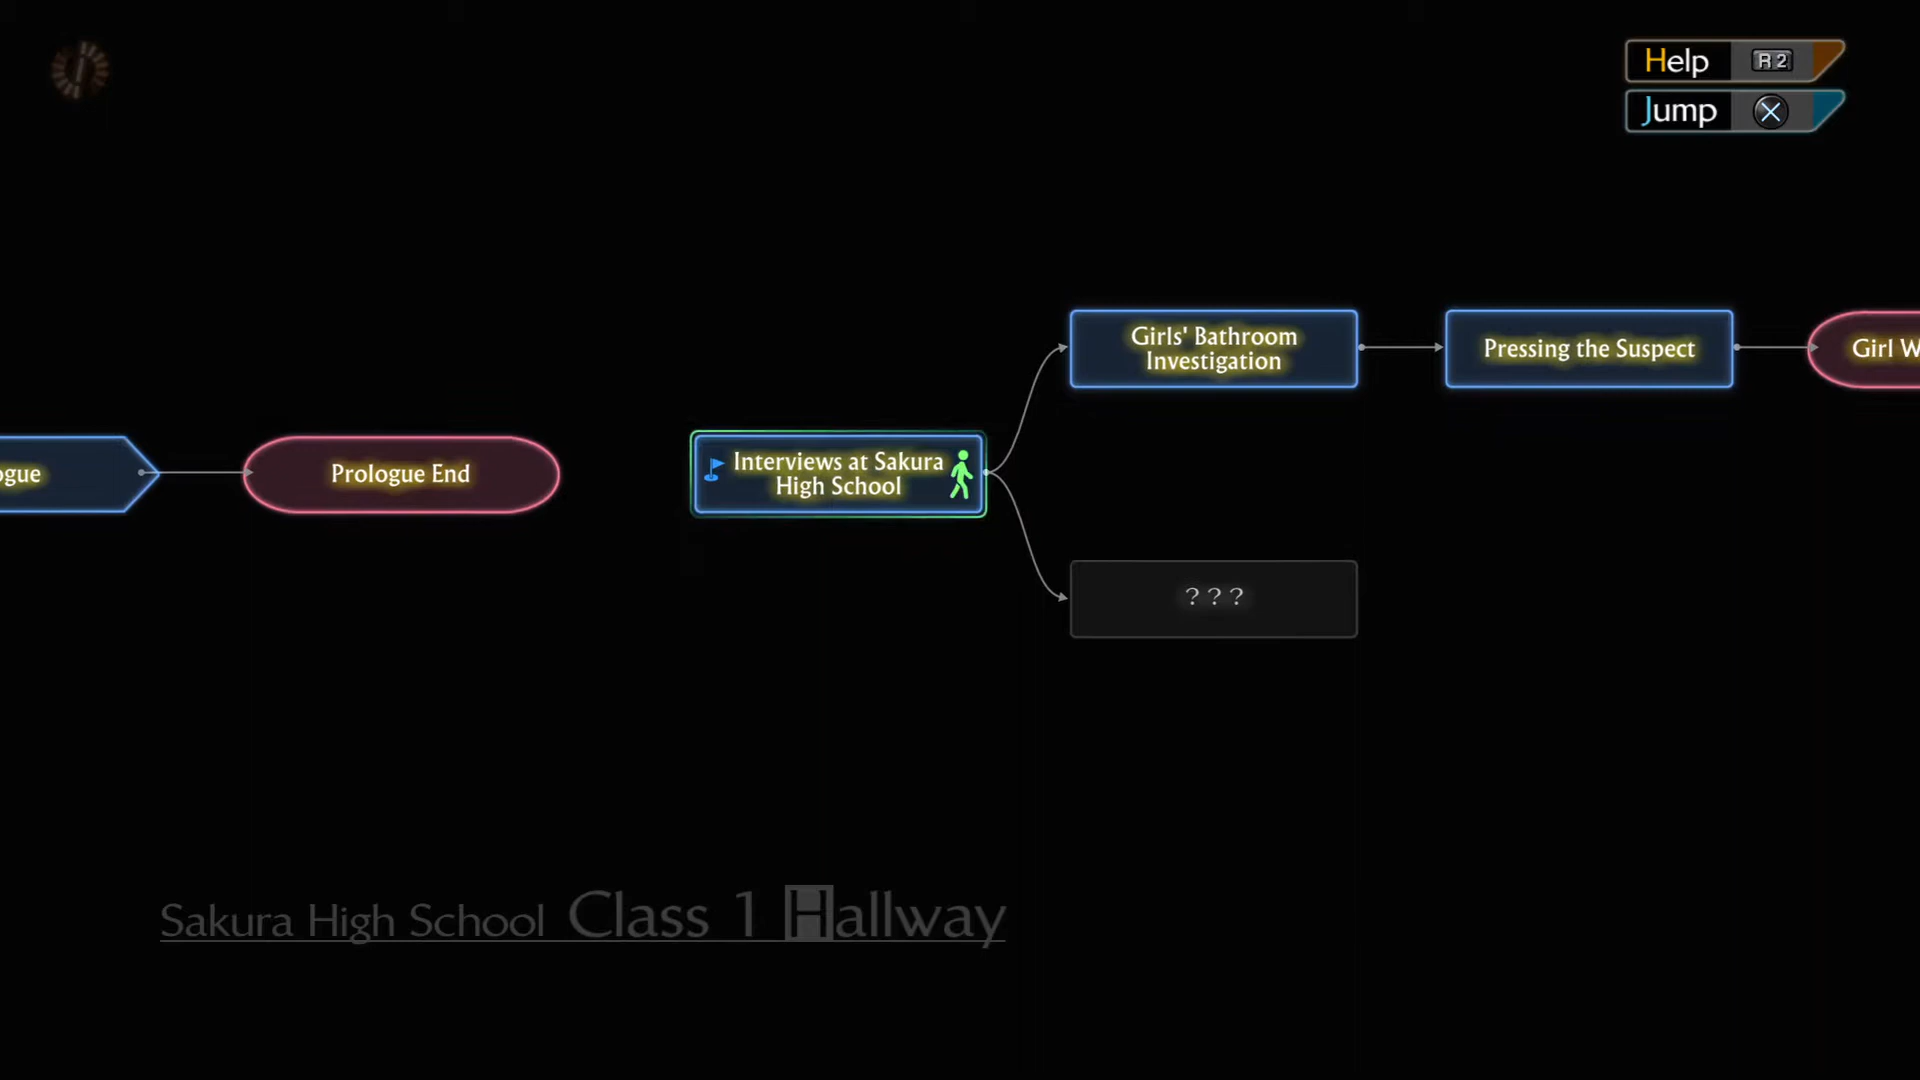 Help R2
Jump
Girls' Bathroom
Investigation
Pressing the Suspect
Girl W
ogue
Prologue End
Interviews at Sakura
High School
???
Sakura High School Class 1 Hallway